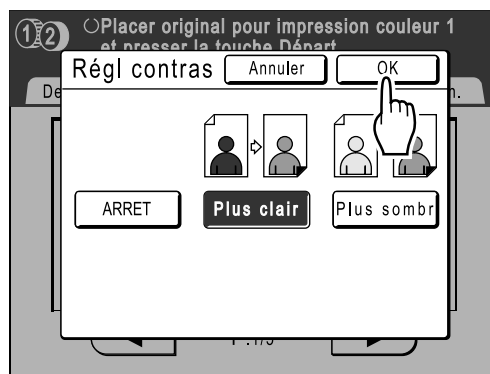 ①② Placer original pour impression couleur 1
et presser la touche Départ
Régl contras Annuler OK
De n.
ARRET Plus clair Plus sombr